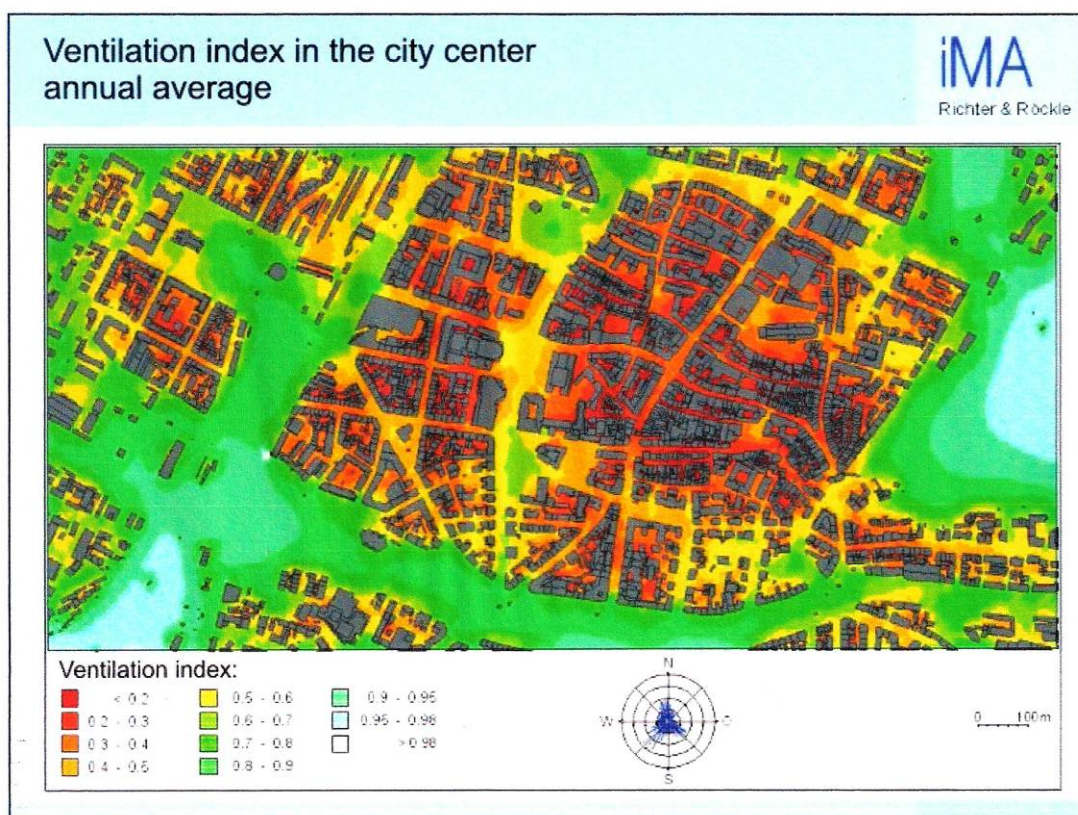 Ventilation index in the city center
annual average
iMA
Richter & Röckle
Ventilation index:
< 0.2
0.2 - 0.3
0.3 - 0.4
0.4 - 0.5
0.5 - 0.6
0.6 - 0.7
0.7 - 0.8
0.8 - 0.9
0.9 - 0.95
0.95 - 0.98
> 0.98
N
W
O
S
0 100m